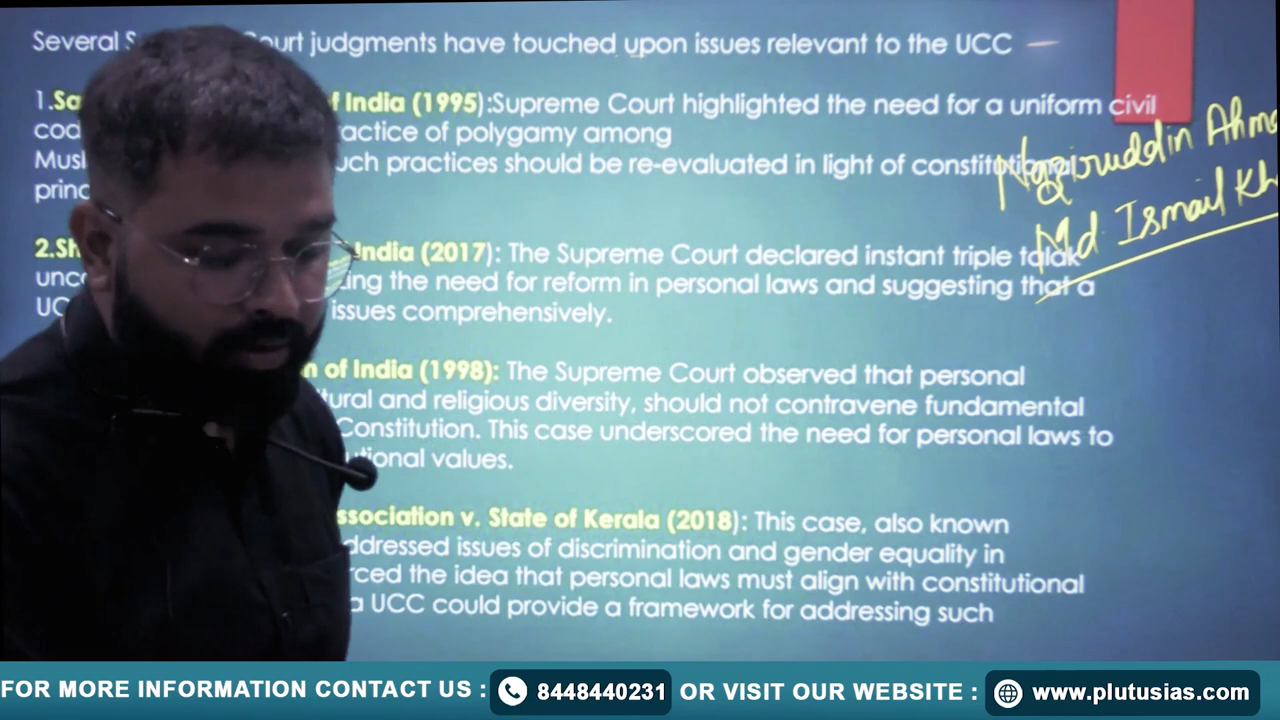 Several Court judgments have touched upon issues relevant to the UCC
1. f India (1995):Supreme Court highlighted the need for a uniform civil
cod actice of polygamy among
Musl uch practices should be re-evaluated in light of constitutional
princ
2.Sh India (2017): The Supreme Court declared instant triple talak
unco ing the need for reform in personal laws and suggesting that a
UC issues comprehensively.
n of India (1998): The Supreme Court observed that personal
tural and religious diversity, should not contravene fundamental
Constitution. This case underscored the need for personal laws to
utional values.
ssociation v. State of Kerala (2018): This case, also known
ddressed issues of discrimination and gender equality in
rced the idea that personal laws must align with constitutional
a UCC could provide a framework for addressing such
Md Ismail Kh
FOR MORE INFORMATION CONTACT US : 8448440231 OR VISIT OUR WEBSITE : www.plutusias.com